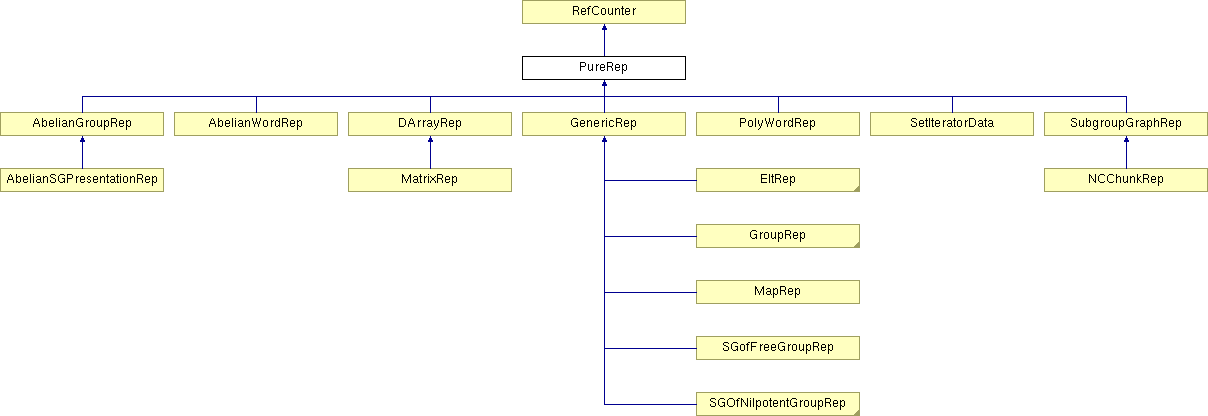 RefCounter
PureRep
AbelianGroupRep
AbelianWordRep
DArrayRep
GenericRep
PolyWordRep
SetIteratorData
SubgroupGraphRep
AbelianSGPresentationRep
MatrixRep
EltRep
NCChunkRep
GroupRep
MapRep
SGofFreeGroupRep
SGOfNilpotentGroupRep